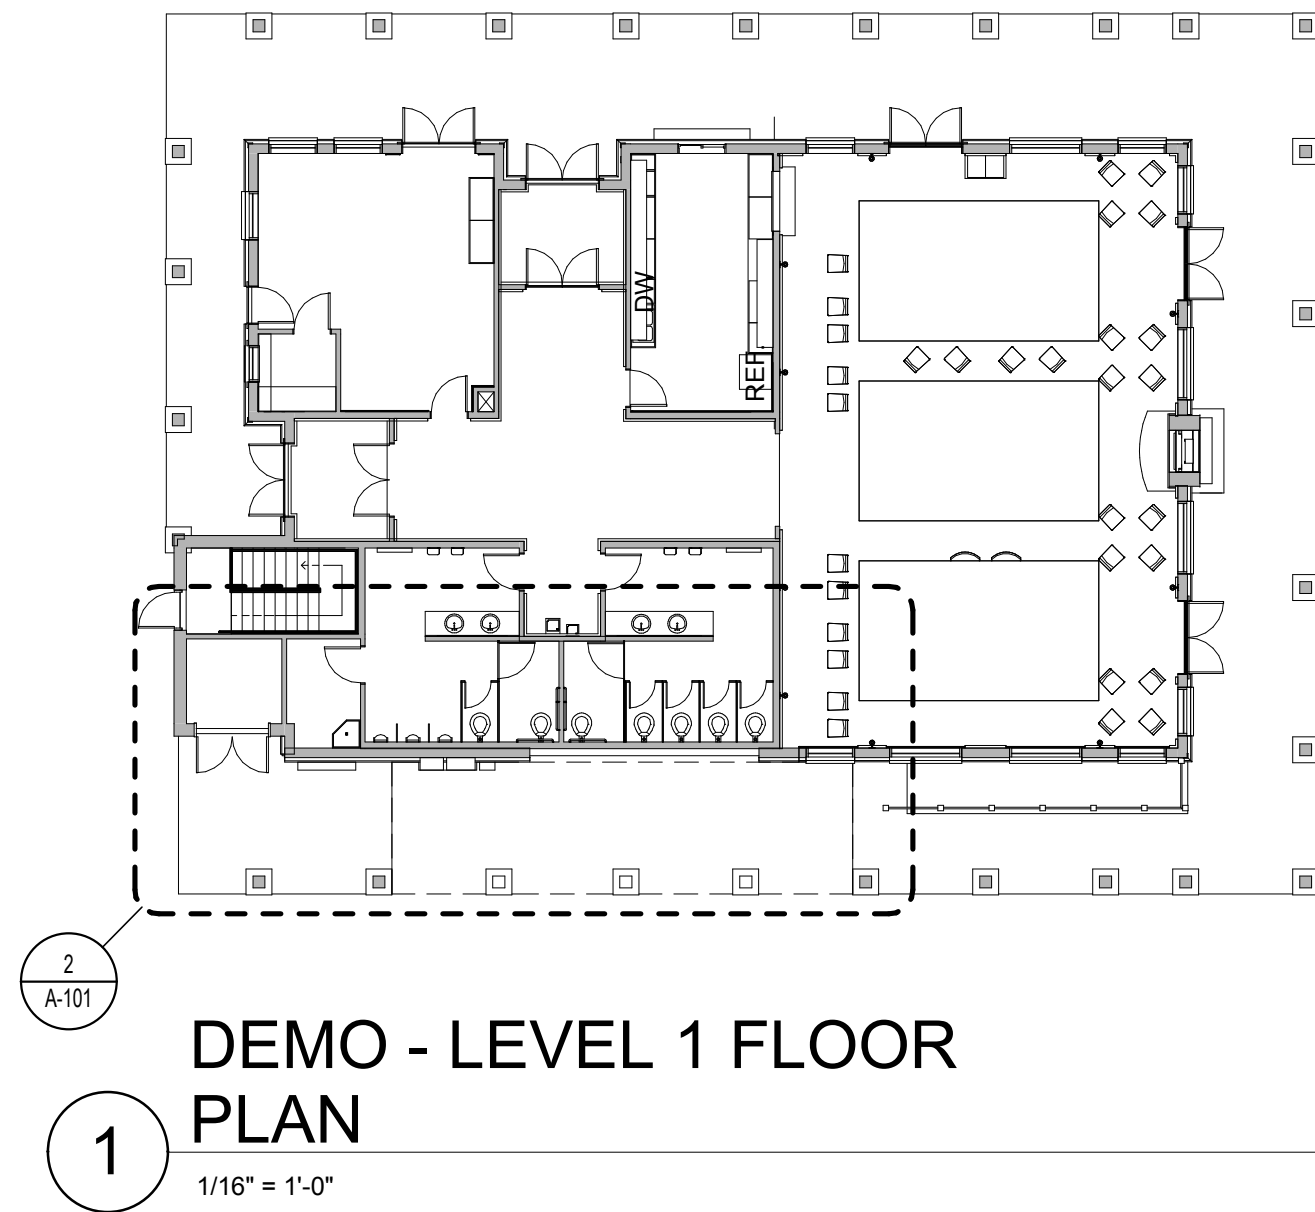 DW
REF
2
A-101
DEMO - LEVEL 1 FLOOR
PLAN
1
1/16" = 1'-0"